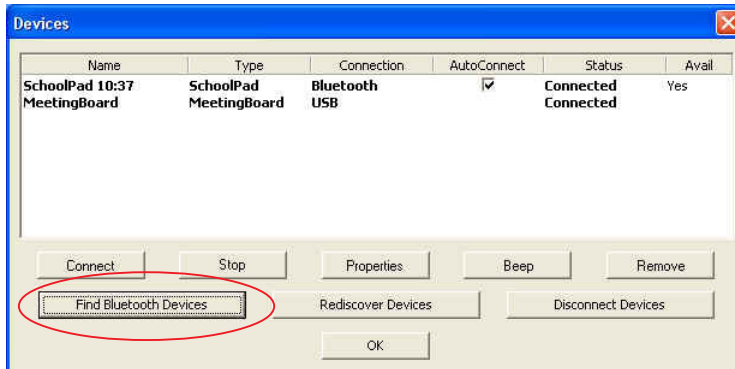 Devices
Name Type Connection AutoConnect Status Avail
SchoolPad 10:37 SchoolPad Bluetooth Connected Yes
MeetingBoard MeetingBoard USB Connected
Connect Stop Properties Beep Remove
Find Bluetooth Devices Rediscover Devices Disconnect Devices
OK